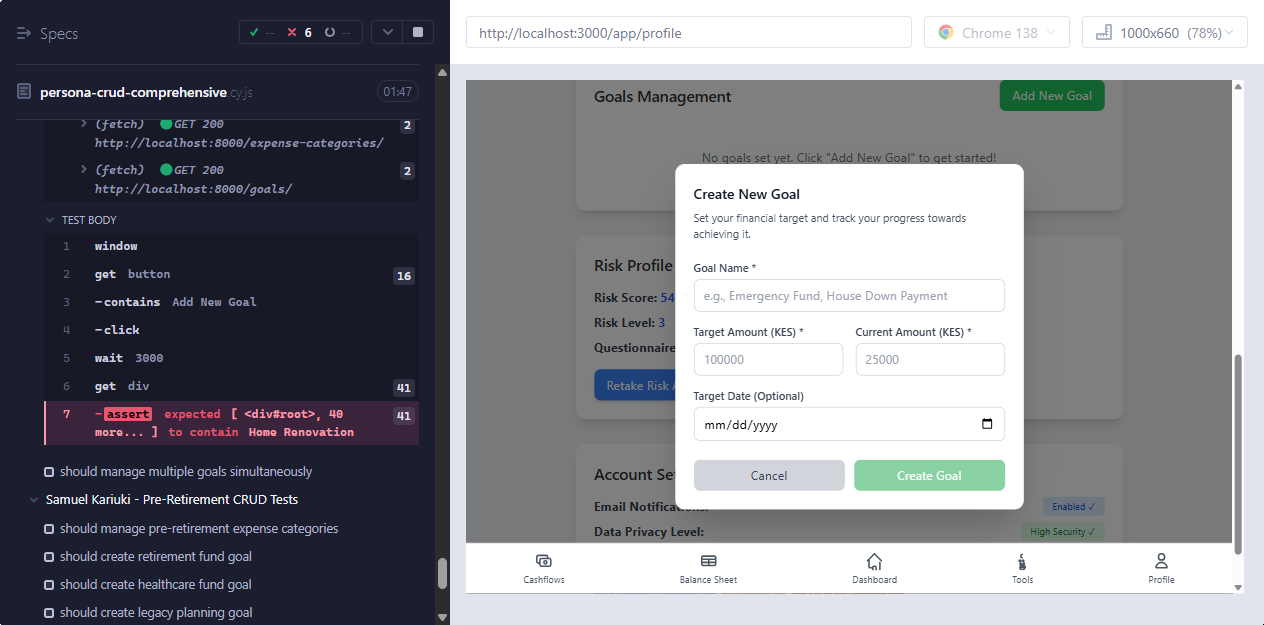 Specs
-- 6 --
persona-crud-comprehensive.cy.js
01:47
(fetch) GET 200 2
http://localhost:8000/expense-categories/
(fetch) GET 200 2
http://localhost:8000/goals/
TEST BODY
1 window
2 get button 16
3 -contains Add New Goal
4 -click
5 wait 3000
6 get div 41
7 -assert expected [ <div#root>, 40 41
more... ] to contain Home Renovation
should manage multiple goals simultaneously
Samuel Kariuki - Pre-Retirement CRUD Tests
should manage pre-retirement expense categories
should create retirement fund goal
should create healthcare fund goal
should create legacy planning goal
http://localhost:3000/app/profile
Chrome 138
1000x660 (78%)
Goals Management
Add New Goal
No goals set yet. Click "Add New Goal" to get started!
Risk Profile
Risk Score: 54
Risk Level: 3
Questionnaire
Retake Risk A
Account Se
Email Notifications:
Enabled ✓
Data Privacy Level:
High Security ✓
Create New Goal
Set your financial target and track your progress towards
achieving it.
Goal Name *
e.g., Emergency Fund, House Down Payment
Target Amount (KES) * Current Amount (KES) *
100000 25000
Target Date (Optional)
mm/dd/yyyy
Cancel Create Goal
Cashflows Balance Sheet Dashboard Tools Profile